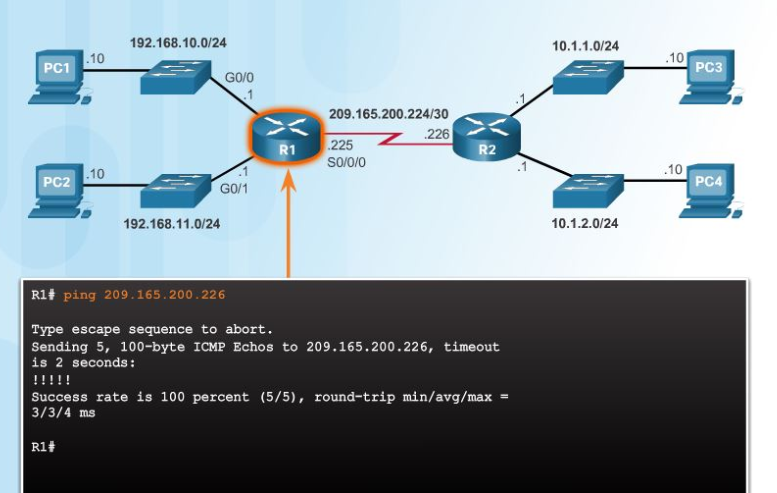 192.168.10.0/24
10.1.1.0/24
PC1
.10
G0/0
.1
.10
PC3
209.165.200.224/30
.1
R1
.225
S0/0/0
.226
R2
PC2
.10
.1
G0/1
.1
.10
PC4
192.168.11.0/24
10.1.2.0/24
R1# ping 209.165.200.226
Type escape sequence to abort.
Sending 5, 100-byte ICMP Echos to 209.165.200.226, timeout
is 2 seconds:
!!!!!
Success rate is 100 percent (5/5), round-trip min/avg/max =
3/3/4 ms
R1#